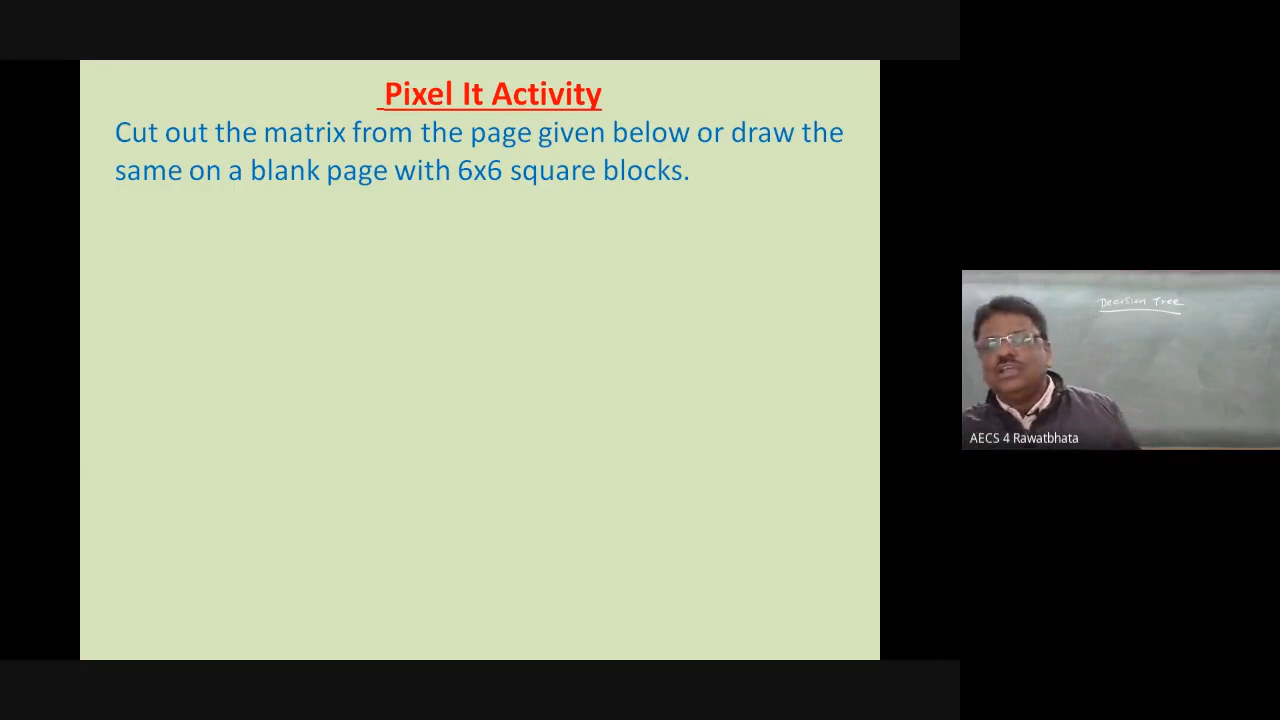 Pixel It Activity
Cut out the matrix from the page given below or draw the
same on a blank page with 6x6 square blocks.
Decision Tree
AECS 4 Rawatbhata